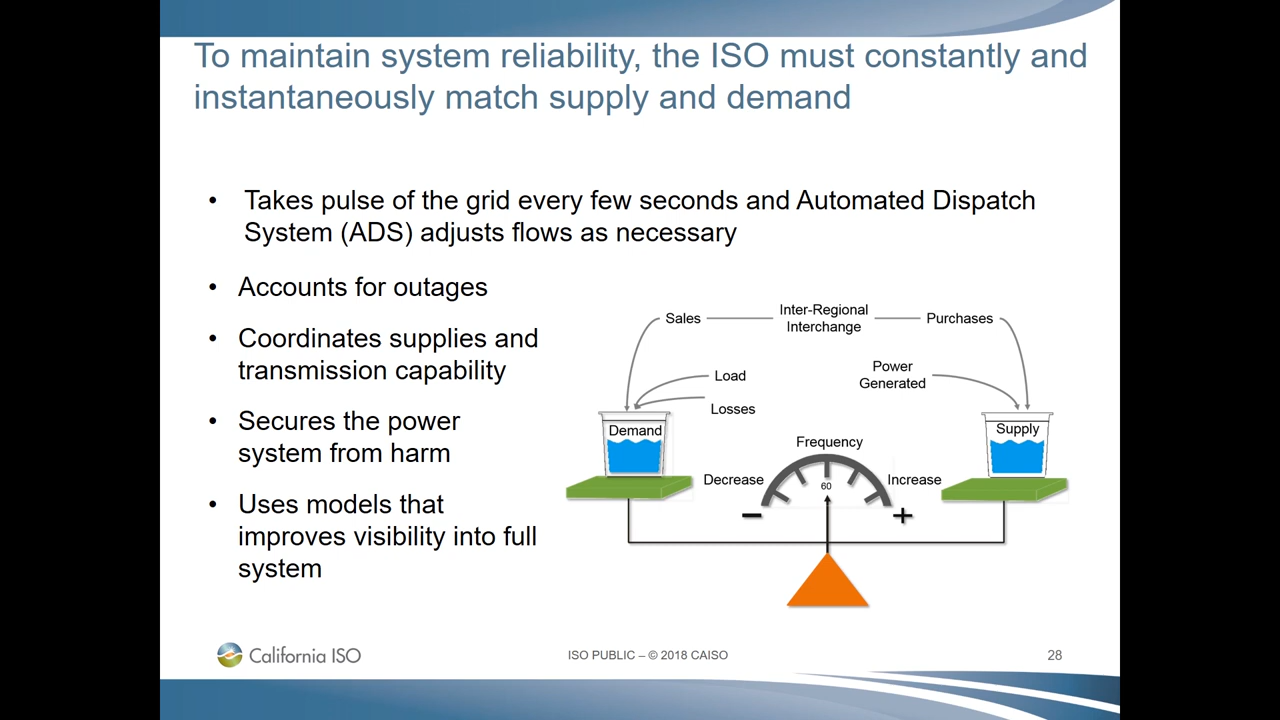 To maintain system reliability, the ISO must constantly and
instantaneously match supply and demand
• Takes pulse of the grid every few seconds and Automated Dispatch
System (ADS) adjusts flows as necessary
• Accounts for outages
• Coordinates supplies and
transmission capability
• Secures the power
system from harm
• Uses models that
improves visibility into full
system
Sales
Inter-Regional
Interchange
Purchases
Load
Losses
Power
Generated
Demand
Supply
Frequency
Decrease
60
Increase
−
+
California ISO
ISO PUBLIC – © 2018 CAISO
28